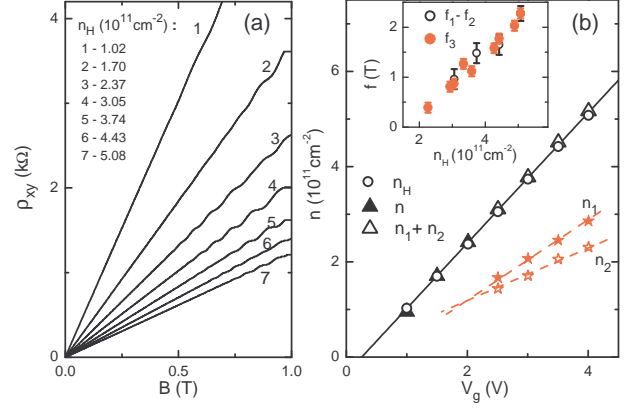 (a)
n_H (10^11 cm^-2) :
1 - 1.02
2 - 1.70
3 - 2.37
4 - 3.05
5 - 3.74
6 - 4.43
7 - 5.08
1
2
3
4
5
6
7
ρ_xy (kΩ)
4
2
0
0.0 0.5 1.0
B (T)
(b)
f_1 - f_2
f_3
f (T)
2
1
0
2 4
n_H (10^11 cm^-2)
n_H
n
n_1 + n_2
n_1
n_2
n (10^11 cm^-2)
6
4
2
0
0 2 4
V_g (V)